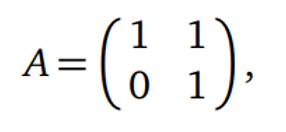 A = ( 1 1
0 1 ) ,